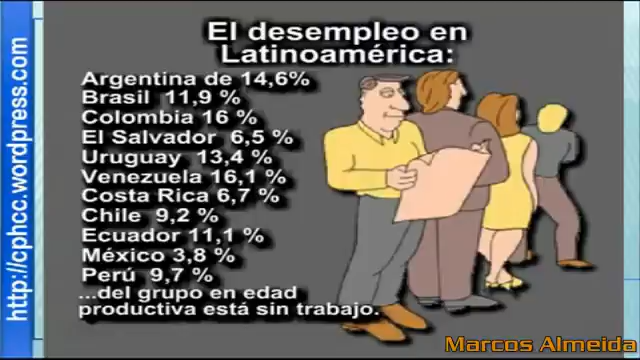 El desempleo en
Latinoamérica:
Argentina de 14,6%
Brasil 11,9 %
Colombia 16 %
El Salvador 6,5 %
Uruguay 13,4 %
Venezuela 16,1 %
Costa Rica 6,7 %
Chile 9,2 %
Ecuador 11,1 %
México 3,8 %
Perú 9,7 %
...del grupo en edad
productiva está sin trabajo.
http://cphcc.wordpress.com
Marcos Almeida